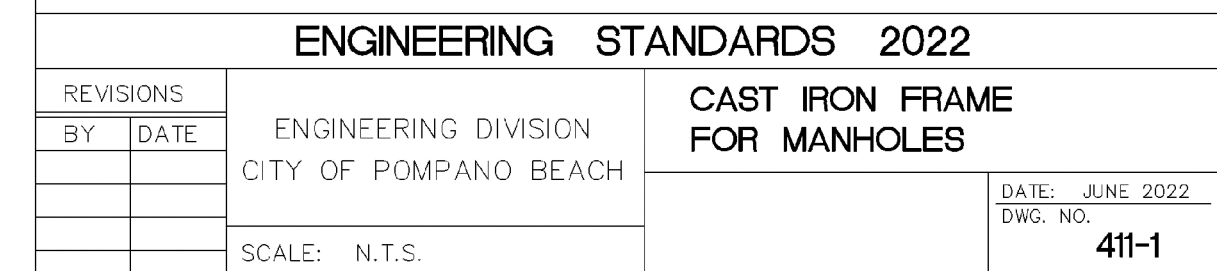 ENGINEERING STANDARDS 2022
REVISIONS
BY DATE
ENGINEERING DIVISION
CITY OF POMPANO BEACH
SCALE: N.T.S.
CAST IRON FRAME
FOR MANHOLES
DATE: JUNE 2022
DWG. NO.
411-1